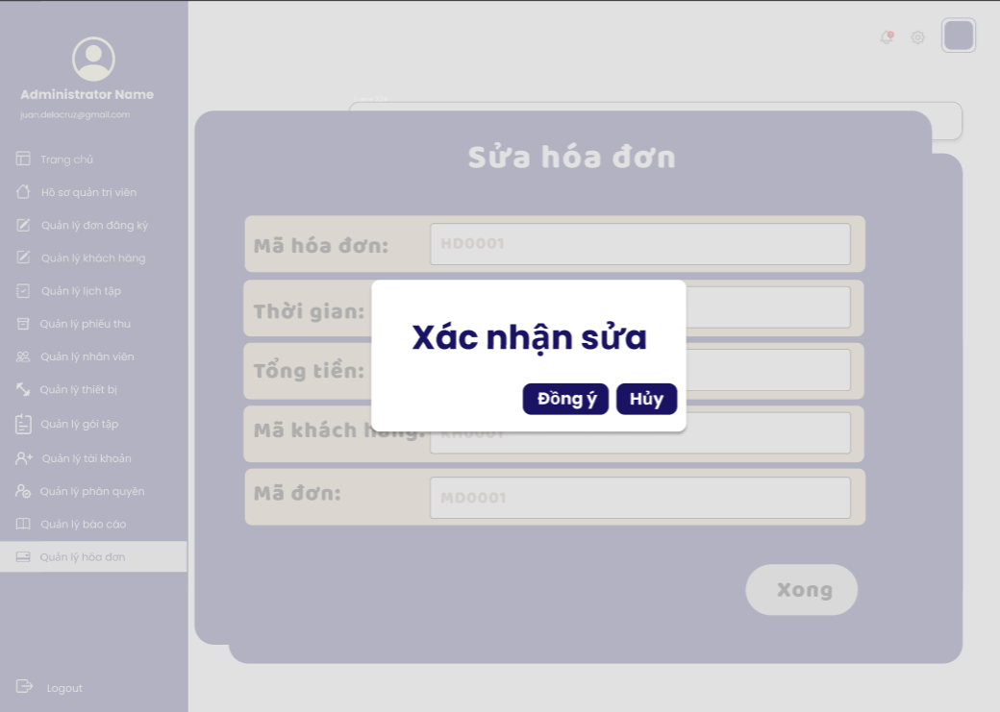 Administrator Name
juan.delacruz@gmail.com
Trang chủ
Hồ sơ quản trị viên
Quản lý đơn đăng ký
Quản lý khách hàng
Quản lý lịch tập
Quản lý phiếu thu
Quản lý nhân viên
Quản lý thiết bị
Quản lý gói tập
Quản lý tài khoản
Quản lý phân quyền
Quản lý báo cáo
Quản lý hóa đơn
Logout
Sửa hóa đơn
Mã hóa đơn: HD0001
Thời gian:
Tổng tiền:
Mã khách hàng: KH0001
Mã đơn: MD0001
Xong
Xác nhận sửa
Đồng ý Hủy